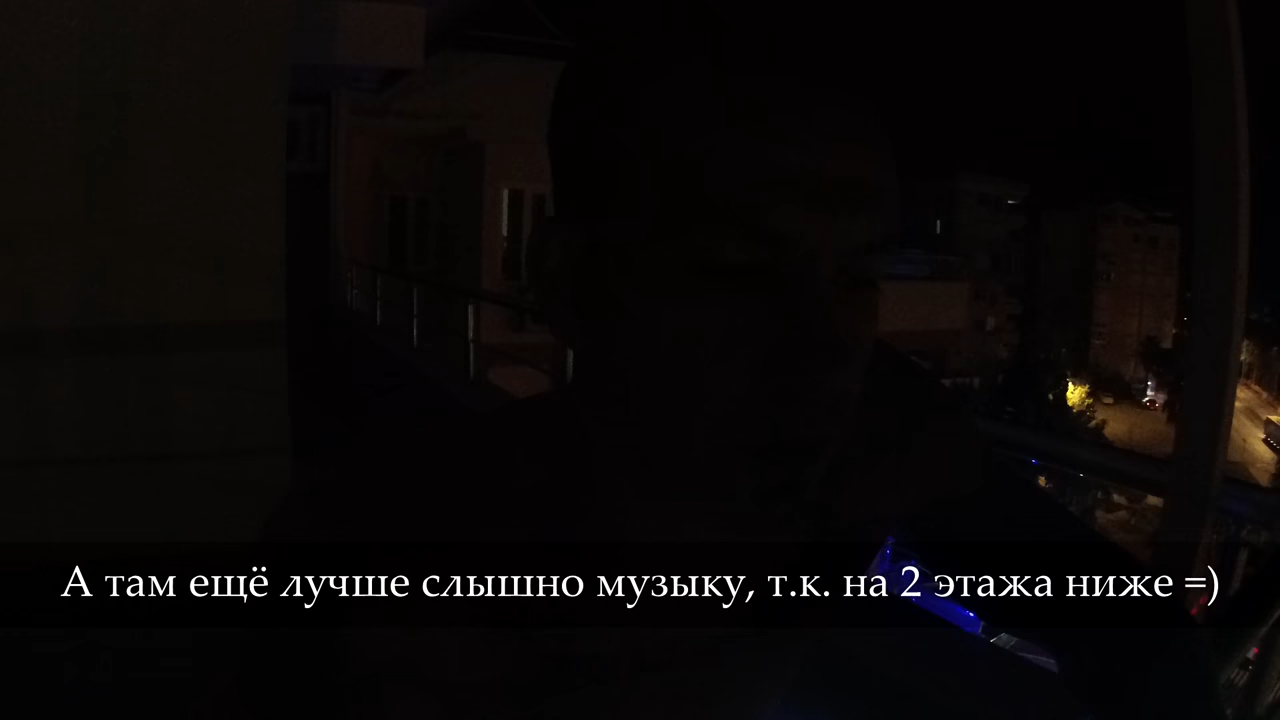 А там ещё лучше слышно музыку, т.к. на 2 этажа ниже =)